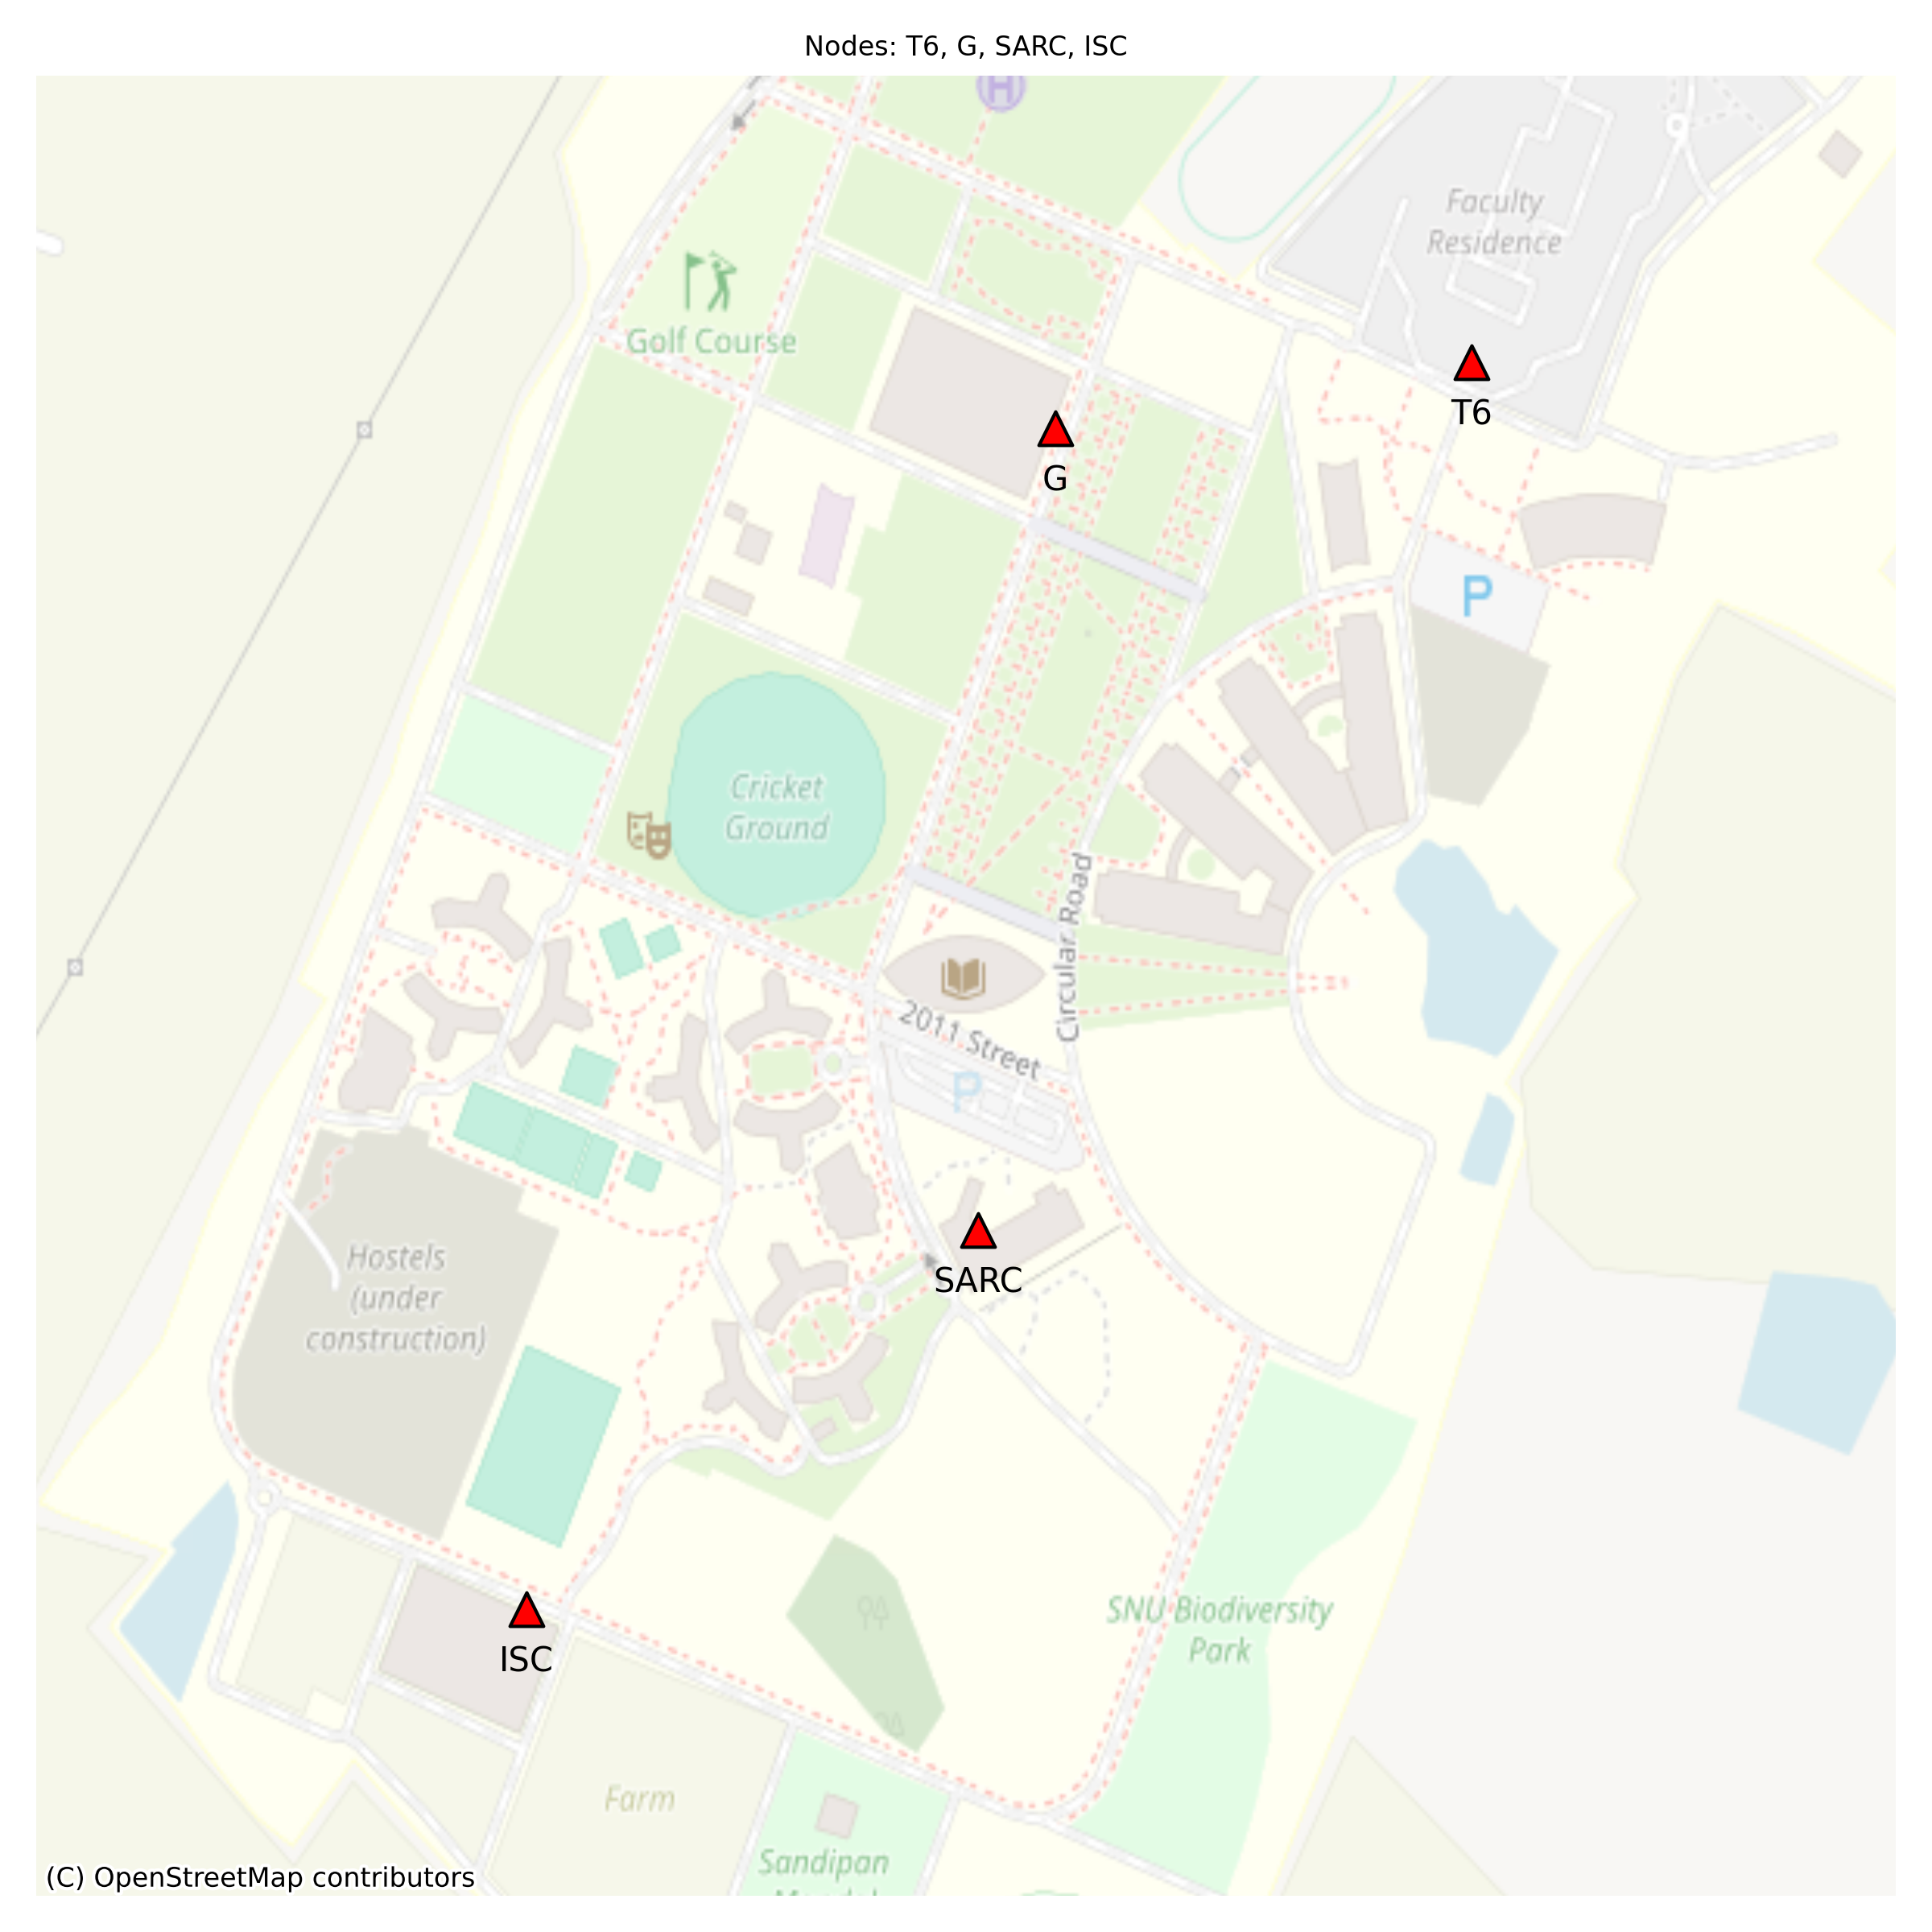 Nodes: T6, G, SARC, ISC
H
Faculty
Residence
Golf Course
T6
G
P
Cricket
Ground
Circular Road
2011 Street
P
SARC
Hostels
(under
construction)
ISC
SNU Biodiversity
Park
Farm
Sandipan
(C) OpenStreetMap contributors